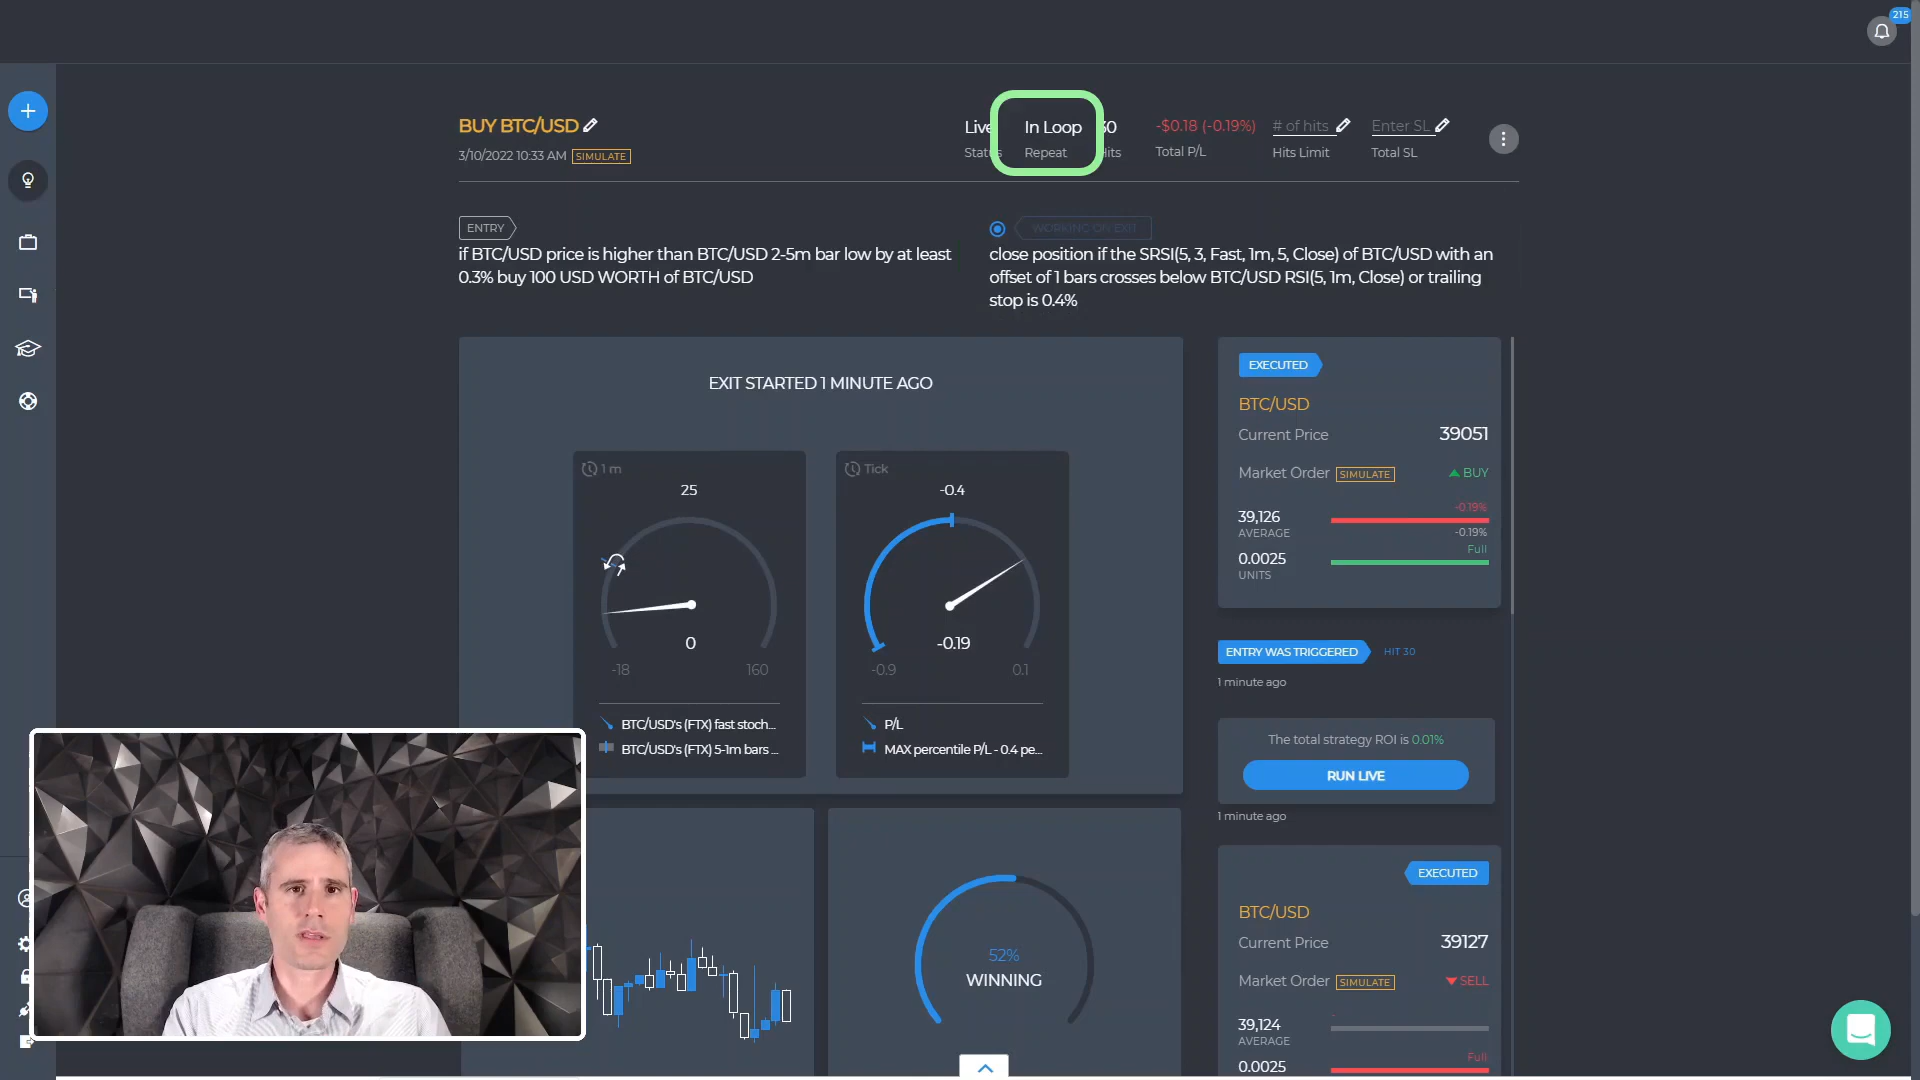 215
BUY BTC/USD
3/10/2022 10:33 AM SIMULATE
Live
Status
In Loop
Repeat
30
Hits
-$0.18 (-0.19%)
Total P/L
# of hits
Hits Limit
Enter SL
Total SL
ENTRY
if BTC/USD price is higher than BTC/USD 2-5m bar low by at least
0.3% buy 100 USD WORTH of BTC/USD
WORKING ON EXIT
close position if the SRSI(5, 3, Fast, 1m, 5, Close) of BTC/USD with an
offset of 1 bars crosses below BTC/USD RSI(5, 1m, Close) or trailing
stop is 0.4%
EXIT STARTED 1 MINUTE AGO
1 m
25
0
-18
160
BTC/USD's (FTX) fast stoch...
BTC/USD's (FTX) 5-1m bars ...
Tick
-0.4
-0.19
-0.9
0.1
P/L
MAX percentile P/L - 0.4 pe...
52%
WINNING
EXECUTED
BTC/USD
Current Price 39051
Market Order SIMULATE BUY
-0.19%
39,126
AVERAGE
-0.19%
Full
0.0025
UNITS
ENTRY WAS TRIGGERED HIT 30
1 minute ago
The total strategy ROI is 0.01%
RUN LIVE
1 minute ago
EXECUTED
BTC/USD
Current Price 39127
Market Order SIMULATE SELL
39,124
AVERAGE
Full
0.0025